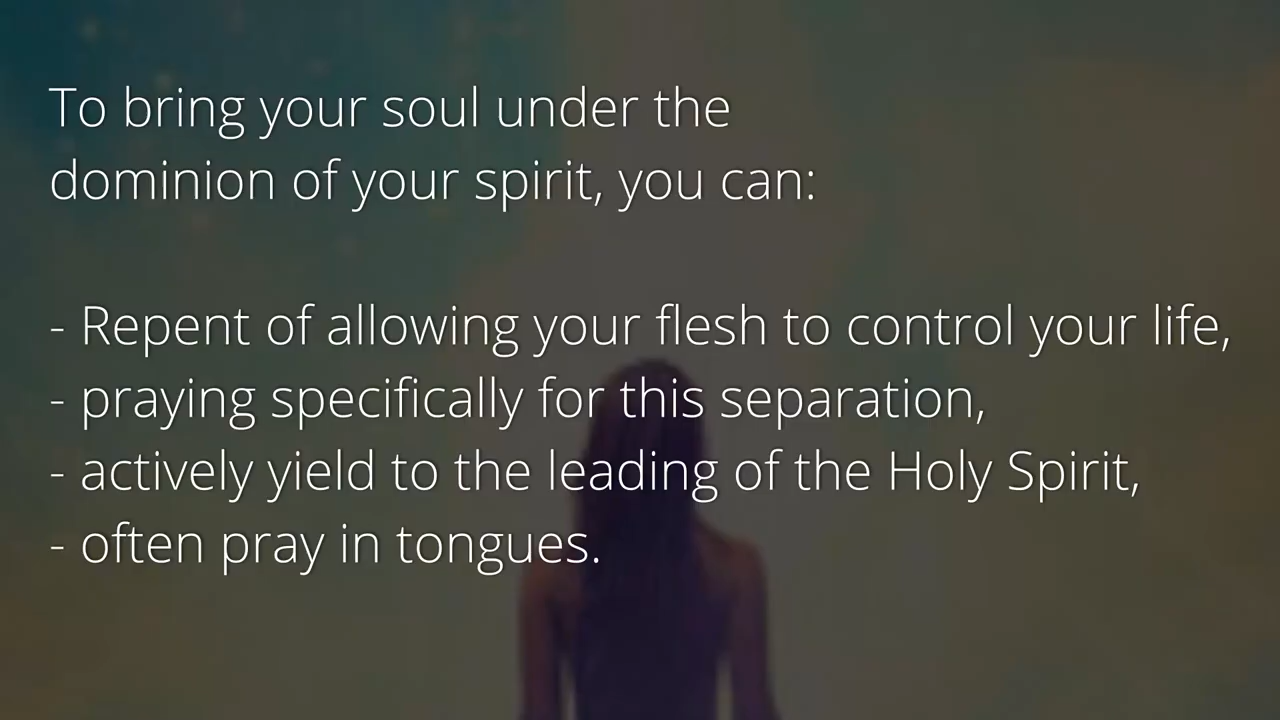 To bring your soul under the
dominion of your spirit, you can:
- Repent of allowing your flesh to control your life,
- praying specifically for this separation,
- actively yield to the leading of the Holy Spirit,
- often pray in tongues.